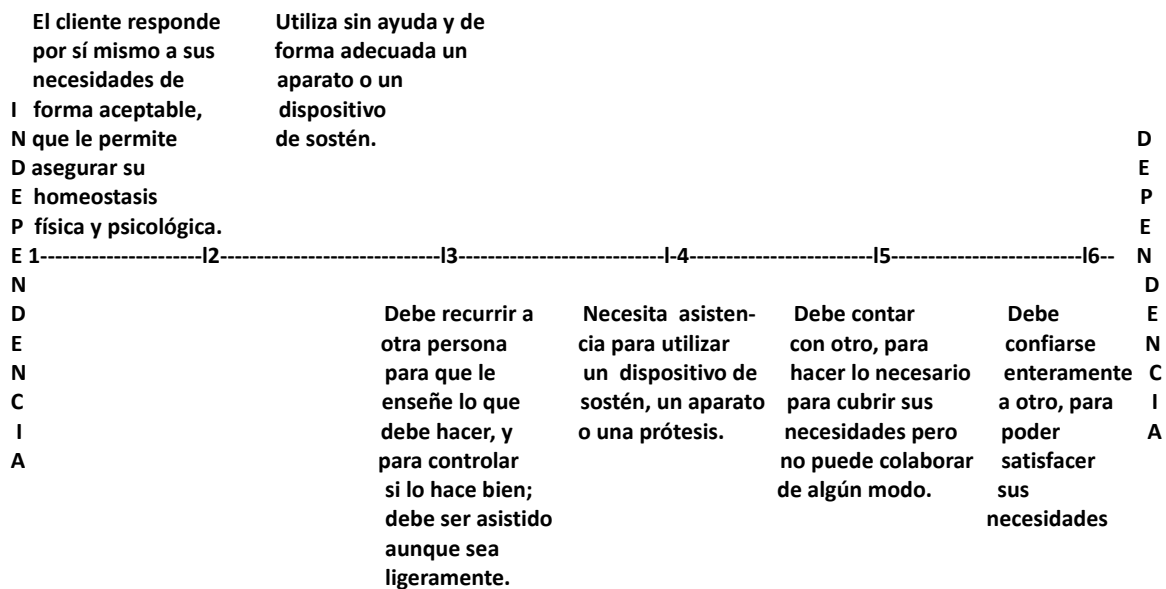 El cliente responde
por sí mismo a sus
necesidades de
forma aceptable,
que le permite
asegurar su
homeostasis
física y psicológica.
Utiliza sin ayuda y de
forma adecuada un
aparato o un
dispositivo
de sostén.
INDEPENDENCIA
1----------------------l2------------------------------l3----------------------------l-4-------------------------l5--------------------------l6--
DEPENDENCIA
Debe recurrir a
otra persona
para que le
enseñe lo que
debe hacer, y
para controlar
si lo hace bien;
debe ser asistido
aunque sea
ligeramente.
Necesita asisten-
cia para utilizar
un dispositivo de
sostén, un aparato
o una prótesis.
Debe contar
con otro, para
hacer lo necesario
para cubrir sus
necesidades pero
no puede colaborar
de algún modo.
Debe
confiarse
enteramente
a otro, para
poder
satisfacer
sus
necesidades